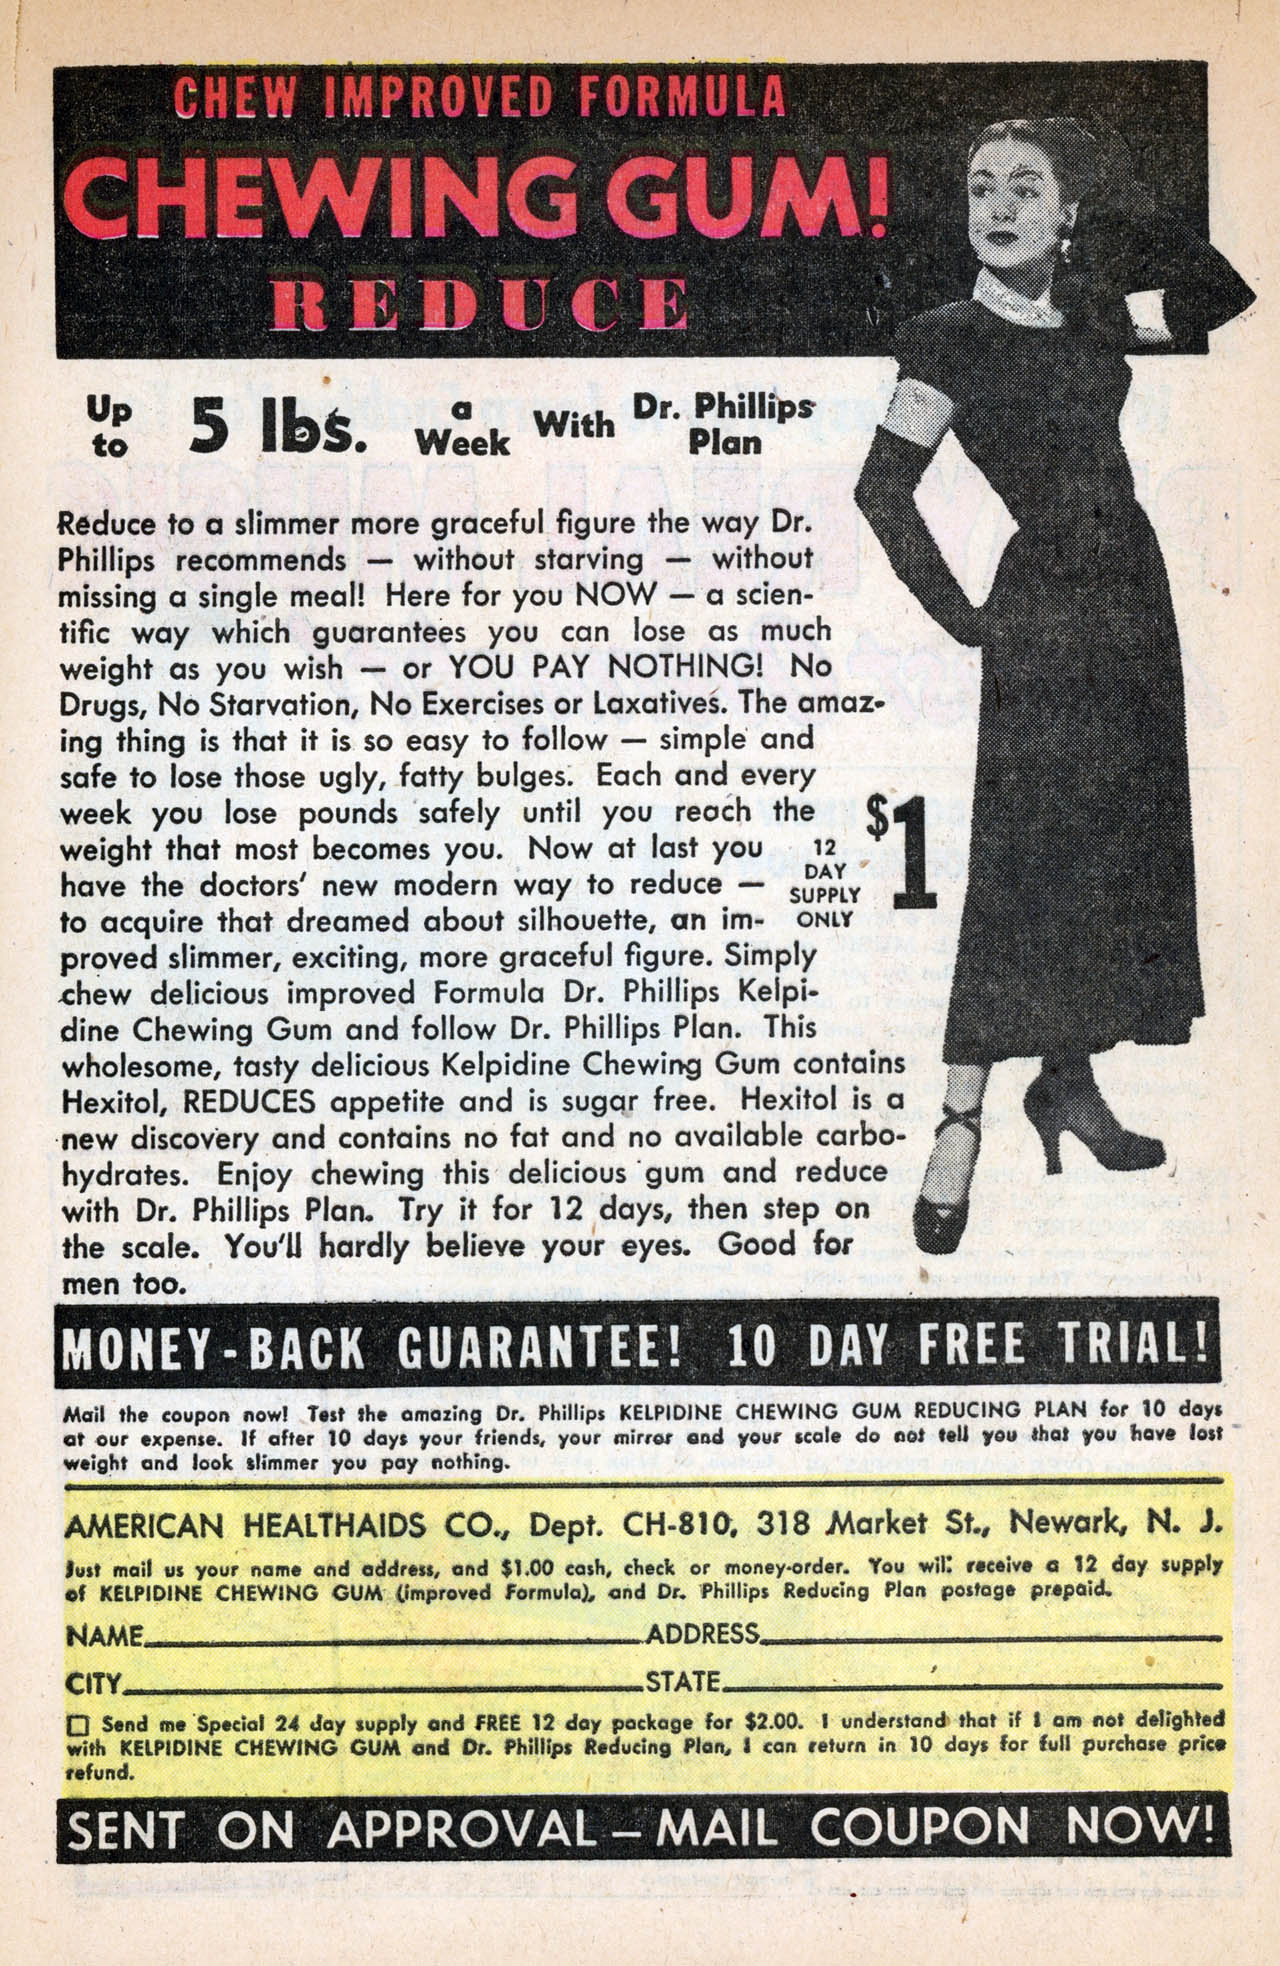 CHEW IMPROVED FORMULA
CHEWING GUM!
REDUCE
Up to 5 lbs. a Week With Dr. Phillips Plan
Reduce to a slimmer more graceful figure the way Dr.
Phillips recommends — without starving — without
missing a single meal! Here for you NOW — a scien-
tific way which guarantees you can lose as much
weight as you wish — or YOU PAY NOTHING! No
Drugs, No Starvation, No Exercises or Laxatives. The amaz-
ing thing is that it is so easy to follow — simple and
safe to lose those ugly, fatty bulges. Each and every
week you lose pounds safely until you reach the
weight that most becomes you. Now at last you
have the doctors' new modern way to reduce —
to acquire that dreamed about silhouette, an im-
proved slimmer, exciting, more graceful figure. Simply
chew delicious improved Formula Dr. Phillips Kelpi-
dine Chewing Gum and follow Dr. Phillips Plan. This
wholesome, tasty delicious Kelpidine Chewing Gum contains
Hexitol, REDUCES appetite and is sugar free. Hexitol is a
new discovery and contains no fat and no available carbo-
hydrates. Enjoy chewing this delicious gum and reduce
with Dr. Phillips Plan. Try it for 12 days, then step on
the scale. You'll hardly believe your eyes. Good for
men too.
12
DAY
SUPPLY
ONLY
$1
MONEY-BACK GUARANTEE! 10 DAY FREE TRIAL!
Mail the coupon now! Test the amazing Dr. Phillips KELPIDINE CHEWING GUM REDUCING PLAN for 10 days
at our expense. If after 10 days your friends, your mirror and your scale do not tell you that you have lost
weight and look slimmer you pay nothing.
AMERICAN HEALTHAIDS CO., Dept. CH-810, 318 Market St., Newark, N. J.
Just mail us your name and address, and $1.00 cash, check or money-order. You will receive a 12 day supply
of KELPIDINE CHEWING GUM (improved Formula), and Dr. Phillips Reducing Plan postage prepaid.
NAME ADDRESS
CITY STATE
☐ Send me Special 24 day supply and FREE 12 day package for $2.00. I understand that if I am not delighted
with KELPIDINE CHEWING GUM and Dr. Phillips Reducing Plan, I can return in 10 days for full purchase price
refund.
SENT ON APPROVAL — MAIL COUPON NOW!